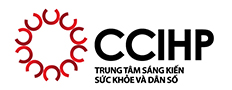 CCIHP
TRUNG TÂM SÁNG KIẾN
SỨC KHỎE VÀ DÂN SỐ